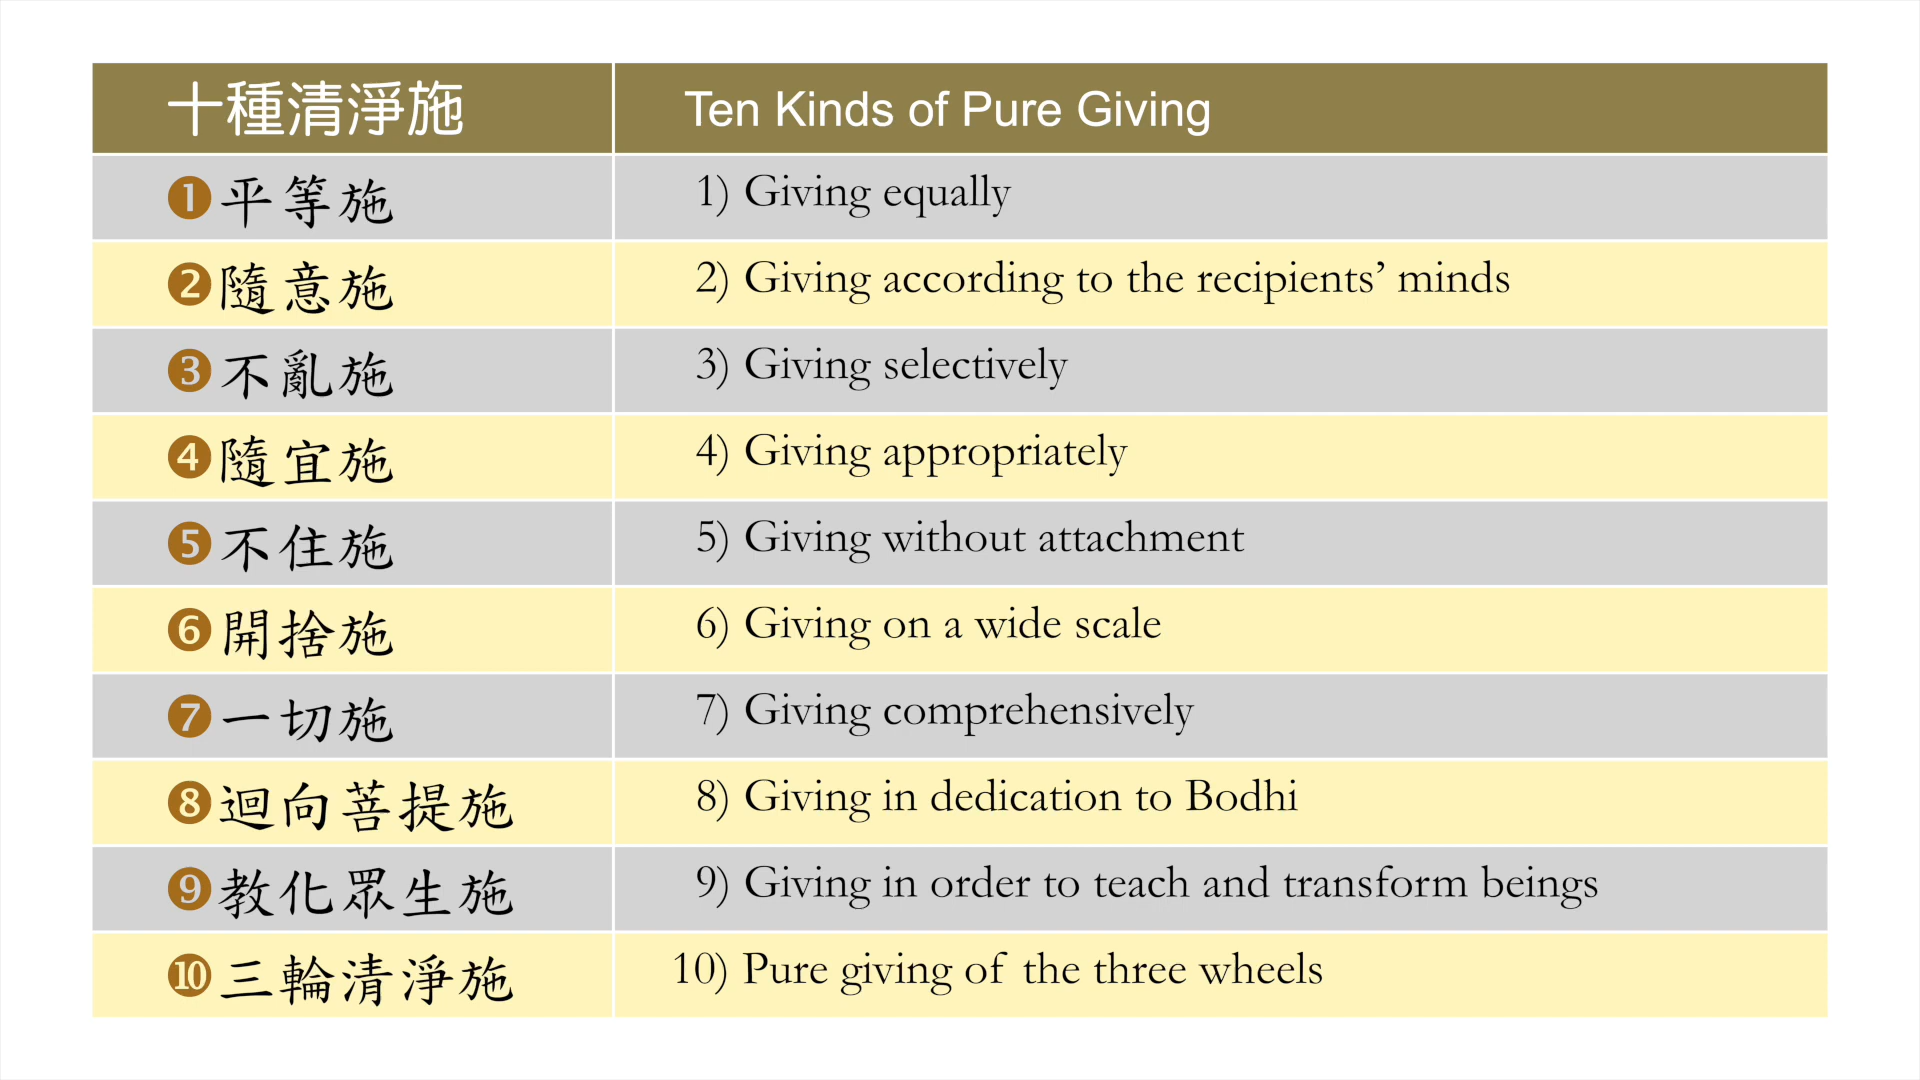 十種清淨施 Ten Kinds of Pure Giving
❶平等施 1) Giving equally
❷隨意施 2) Giving according to the recipients’ minds
❸不亂施 3) Giving selectively
❹隨宜施 4) Giving appropriately
❺不住施 5) Giving without attachment
❻開捨施 6) Giving on a wide scale
❼一切施 7) Giving comprehensively
❽迴向菩提施 8) Giving in dedication to Bodhi
❾教化眾生施 9) Giving in order to teach and transform beings
❿三輪清淨施 10) Pure giving of the three wheels